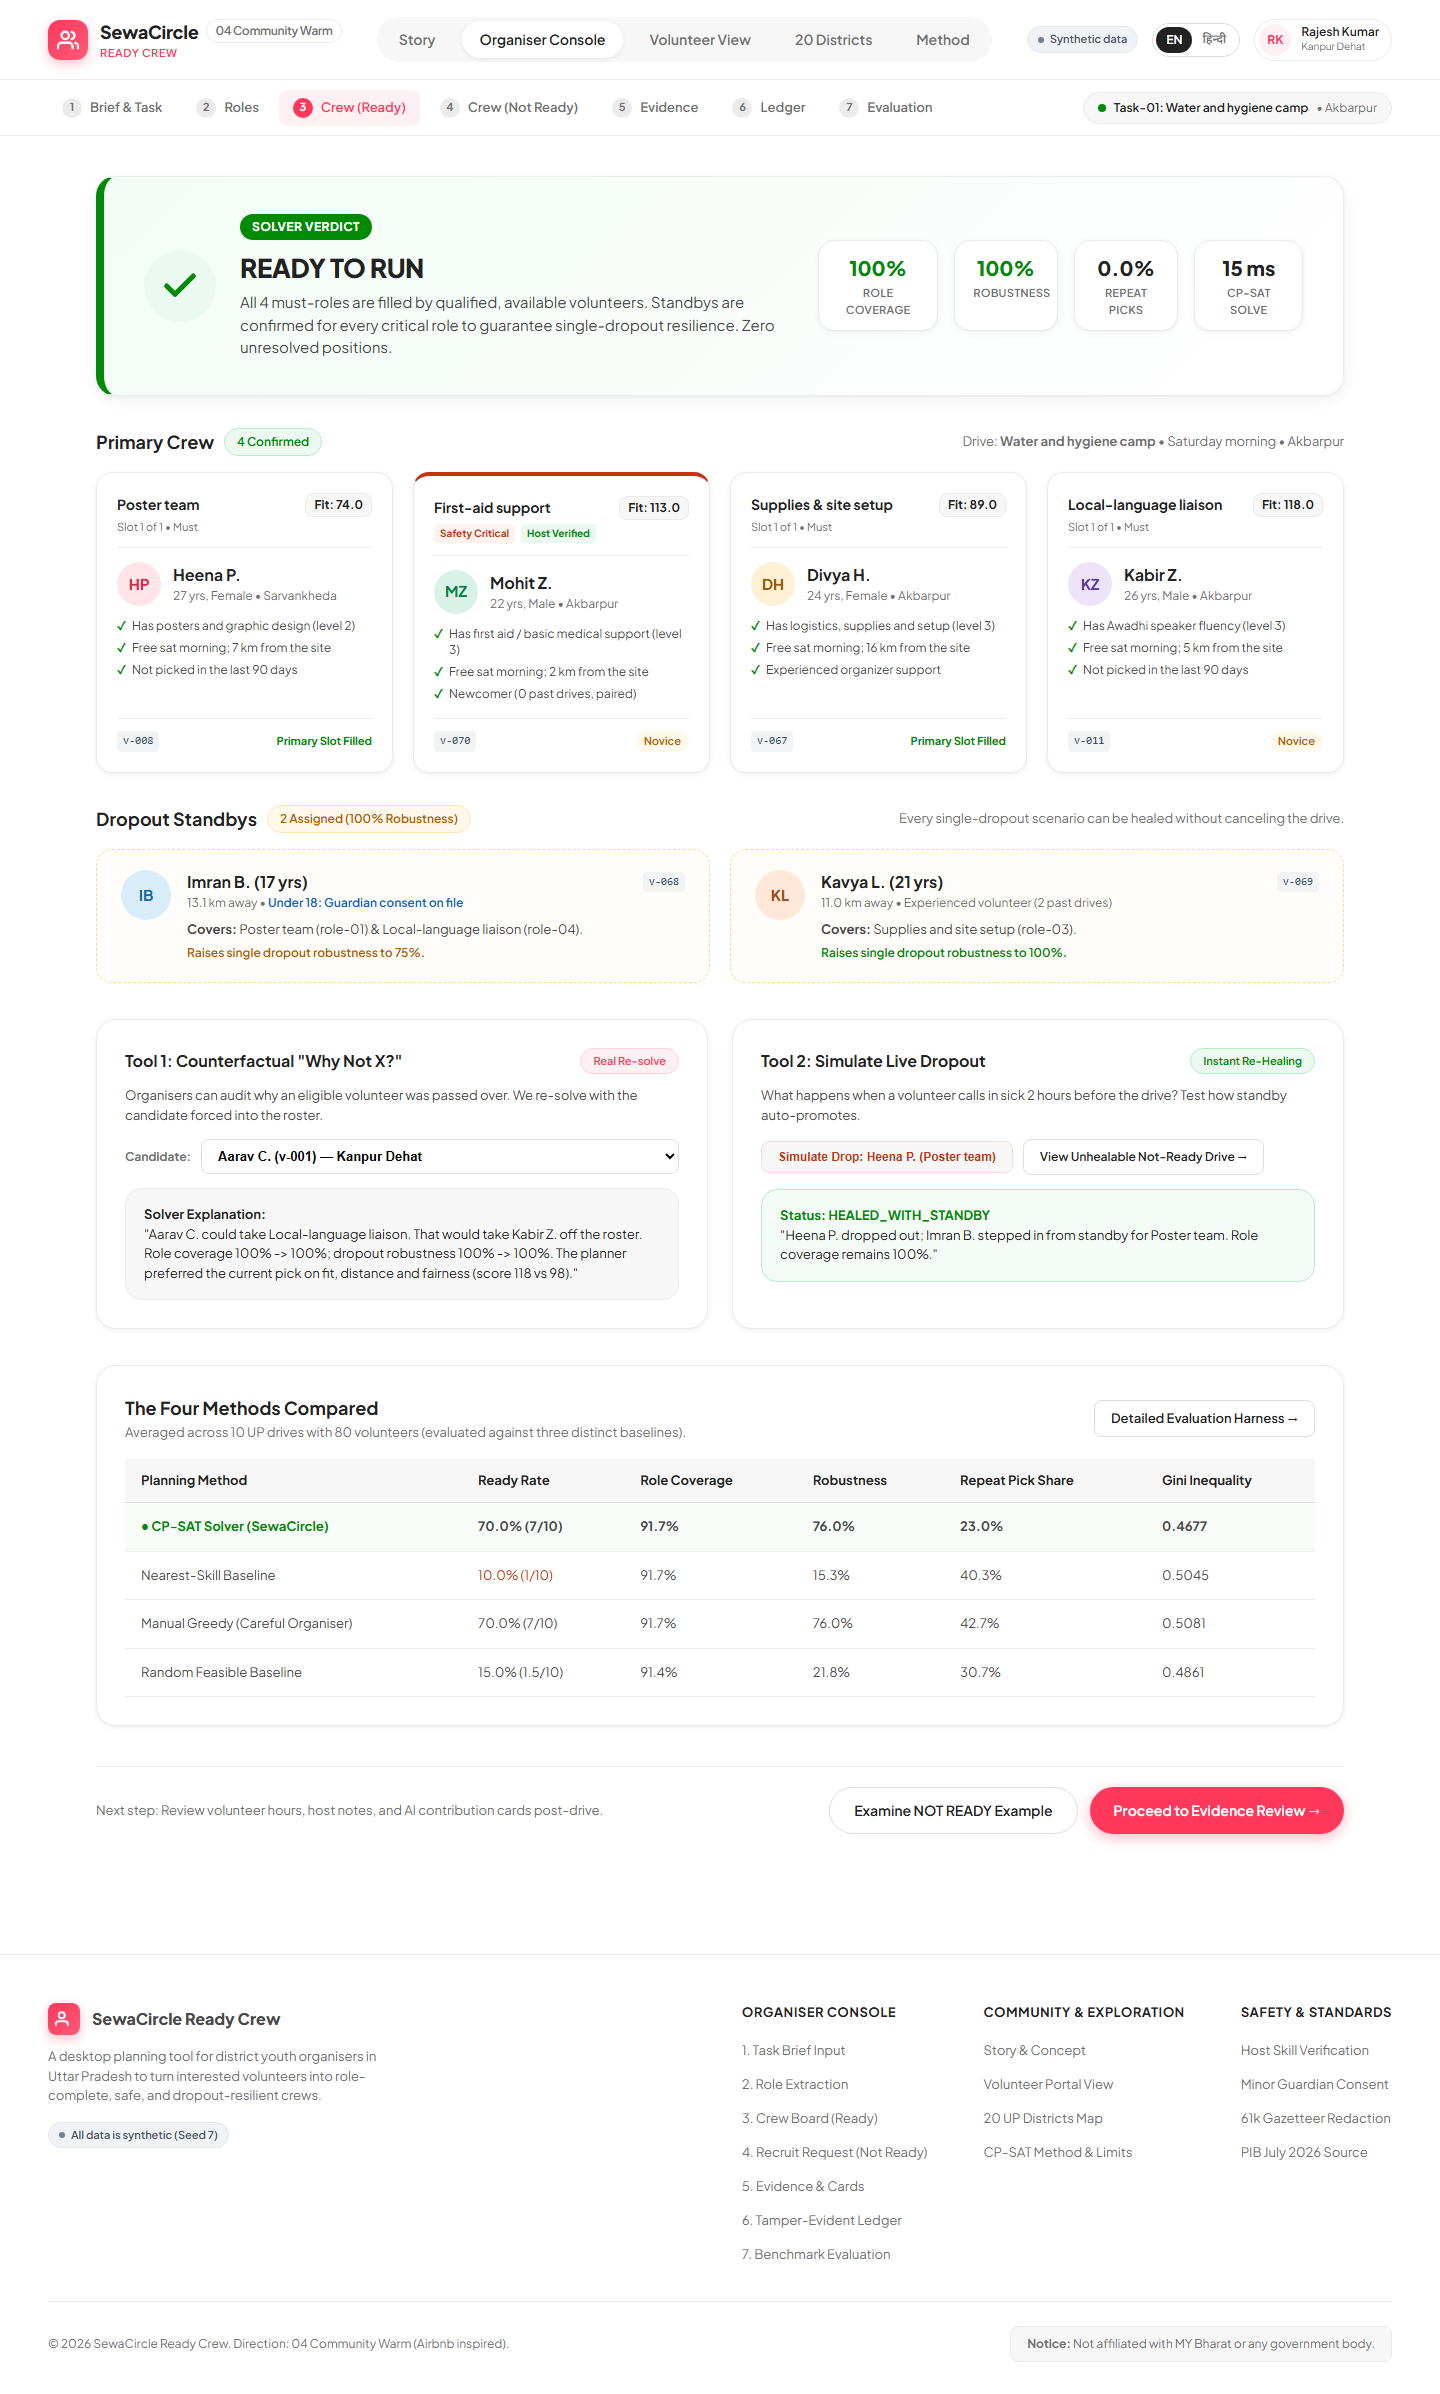 SewaCircle
READY CREW
04 Community Warm
Story
Organiser Console
Volunteer View
20 Districts
Method
Synthetic data
EN
हिन्दी
RK
Rajesh Kumar
Kanpur Dehat
1 Brief & Task
2 Roles
3 Crew (Ready)
4 Crew (Not Ready)
5 Evidence
6 Ledger
7 Evaluation
Task-01: Water and hygiene camp • Akbarpur
SOLVER VERDICT
READY TO RUN
All 4 must-roles are filled by qualified, available volunteers. Standbys are
confirmed for every critical role to guarantee single-dropout resilience. Zero
unresolved positions.
100%
ROLE
COVERAGE
100%
ROBUSTNESS
0.0%
REPEAT
PICKS
15 ms
CP-SAT
SOLVE
Primary Crew
4 Confirmed
Drive: Water and hygiene camp • Saturday morning • Akbarpur
Poster team
Fit: 74.0
Slot 1 of 1 • Must
HP
Heena P.
27 yrs, Female • Sarvankheda
✓ Has posters and graphic design (level 2)
✓ Free sat morning; 7 km from the site
✓ Not picked in the last 90 days
v-008
Primary Slot Filled
First-aid support
Fit: 113.0
Safety Critical
Host Verified
MZ
Mohit Z.
22 yrs, Male • Akbarpur
✓ Has first aid / basic medical support (level
3)
✓ Free sat morning; 2 km from the site
✓ Newcomer (0 past drives, paired)
v-070
Novice
Supplies & site setup
Fit: 89.0
Slot 1 of 1 • Must
DH
Divya H.
24 yrs, Female • Akbarpur
✓ Has logistics, supplies and setup (level 3)
✓ Free sat morning; 16 km from the site
✓ Experienced organizer support
v-067
Primary Slot Filled
Local-language liaison
Fit: 118.0
Slot 1 of 1 • Must
KZ
Kabir Z.
26 yrs, Male • Akbarpur
✓ Has Awadhi speaker fluency (level 3)
✓ Free sat morning; 5 km from the site
✓ Not picked in the last 90 days
v-011
Novice
Dropout Standbys
2 Assigned (100% Robustness)
Every single-dropout scenario can be healed without canceling the drive.
IB
Imran B. (17 yrs)
v-068
13.1 km away • Under 18: Guardian consent on file
Covers: Poster team (role-01) & Local-language liaison (role-04).
Raises single dropout robustness to 75%.
KL
Kavya L. (21 yrs)
v-069
11.0 km away • Experienced volunteer (2 past drives)
Covers: Supplies and site setup (role-03).
Raises single dropout robustness to 100%.
Tool 1: Counterfactual "Why Not X?"
Real Re-solve
Organisers can audit why an eligible volunteer was passed over. We re-solve with the
candidate forced into the roster.
Candidate:
Aarav C. (v-001) — Kanpur Dehat
Solver Explanation:
"Aarav C. could take Local-language liaison. That would take Kabir Z. off the roster.
Role coverage 100% -> 100%; dropout robustness 100% -> 100%. The planner
preferred the current pick on fit, distance and fairness (score 118 vs 98)."
Tool 2: Simulate Live Dropout
Instant Re-Healing
What happens when a volunteer calls in sick 2 hours before the drive? Test how standby
auto-promotes.
Simulate Drop: Heena P. (Poster team)
View Unhealable Not-Ready Drive →
Status: HEALED_WITH_STANDBY
"Heena P. dropped out; Imran B. stepped in from standby for Poster team. Role
coverage remains 100%."
The Four Methods Compared
Averaged across 10 UP drives with 80 volunteers (evaluated against three distinct baselines).
Detailed Evaluation Harness →
Planning Method Ready Rate Role Coverage Robustness Repeat Pick Share Gini Inequality
● CP-SAT Solver (SewaCircle) 70.0% (7/10) 91.7% 76.0% 23.0% 0.4677
Nearest-Skill Baseline 10.0% (1/10) 91.7% 15.3% 40.3% 0.5045
Manual Greedy (Careful Organiser) 70.0% (7/10) 91.7% 76.0% 42.7% 0.5081
Random Feasible Baseline 15.0% (1.5/10) 91.4% 21.8% 30.7% 0.4861
Next step: Review volunteer hours, host notes, and AI contribution cards post-drive.
Examine NOT READY Example
Proceed to Evidence Review →
SewaCircle Ready Crew
A desktop planning tool for district youth organisers in
Uttar Pradesh to turn interested volunteers into role-
complete, safe, and dropout-resilient crews.
All data is synthetic (Seed 7)
ORGANISER CONSOLE
1. Task Brief Input
2. Role Extraction
3. Crew Board (Ready)
4. Recruit Request (Not Ready)
5. Evidence & Cards
6. Tamper-Evident Ledger
7. Benchmark Evaluation
COMMUNITY & EXPLORATION
Story & Concept
Volunteer Portal View
20 UP Districts Map
CP-SAT Method & Limits
SAFETY & STANDARDS
Host Skill Verification
Minor Guardian Consent
61k Gazetteer Redaction
PIB July 2026 Source
© 2026 SewaCircle Ready Crew. Direction: 04 Community Warm (Airbnb inspired).
Notice: Not affiliated with MY Bharat or any government body.